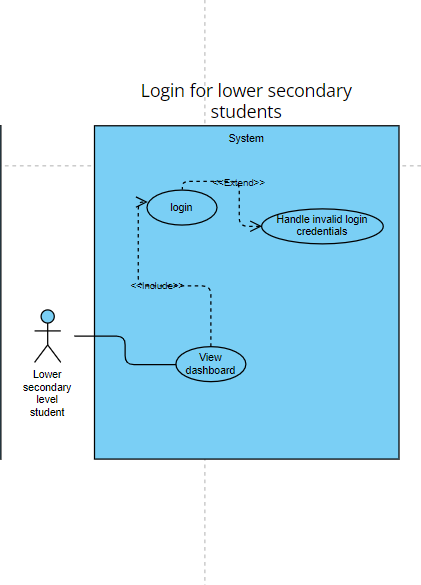 Login for lower secondary
students
System
<<Extend>>
login
Handle invalid login
credentials
<<Include>>
View
dashboard
Lower
secondary
level
student